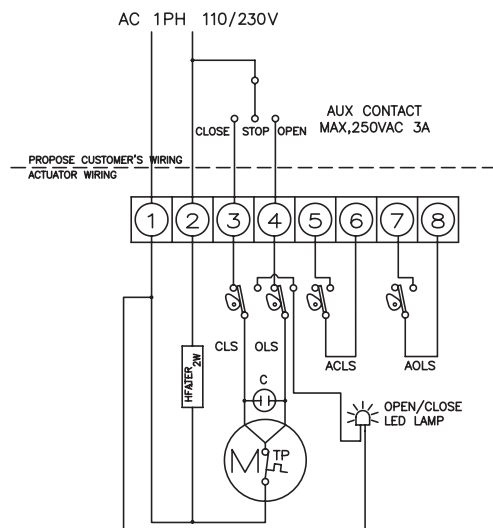 AC 1PH 110/230V
AUX CONTACT
MAX,250VAC 3A
CLOSE STOP OPEN
PROPOSE CUSTOMER'S WIRING
ACTUATOR WIRING
1 2 3 4 5 6 7 8
CLS OLS
ACLS
AOLS
HEATER
2W
C
OPEN/CLOSE
LED LAMP
M TP